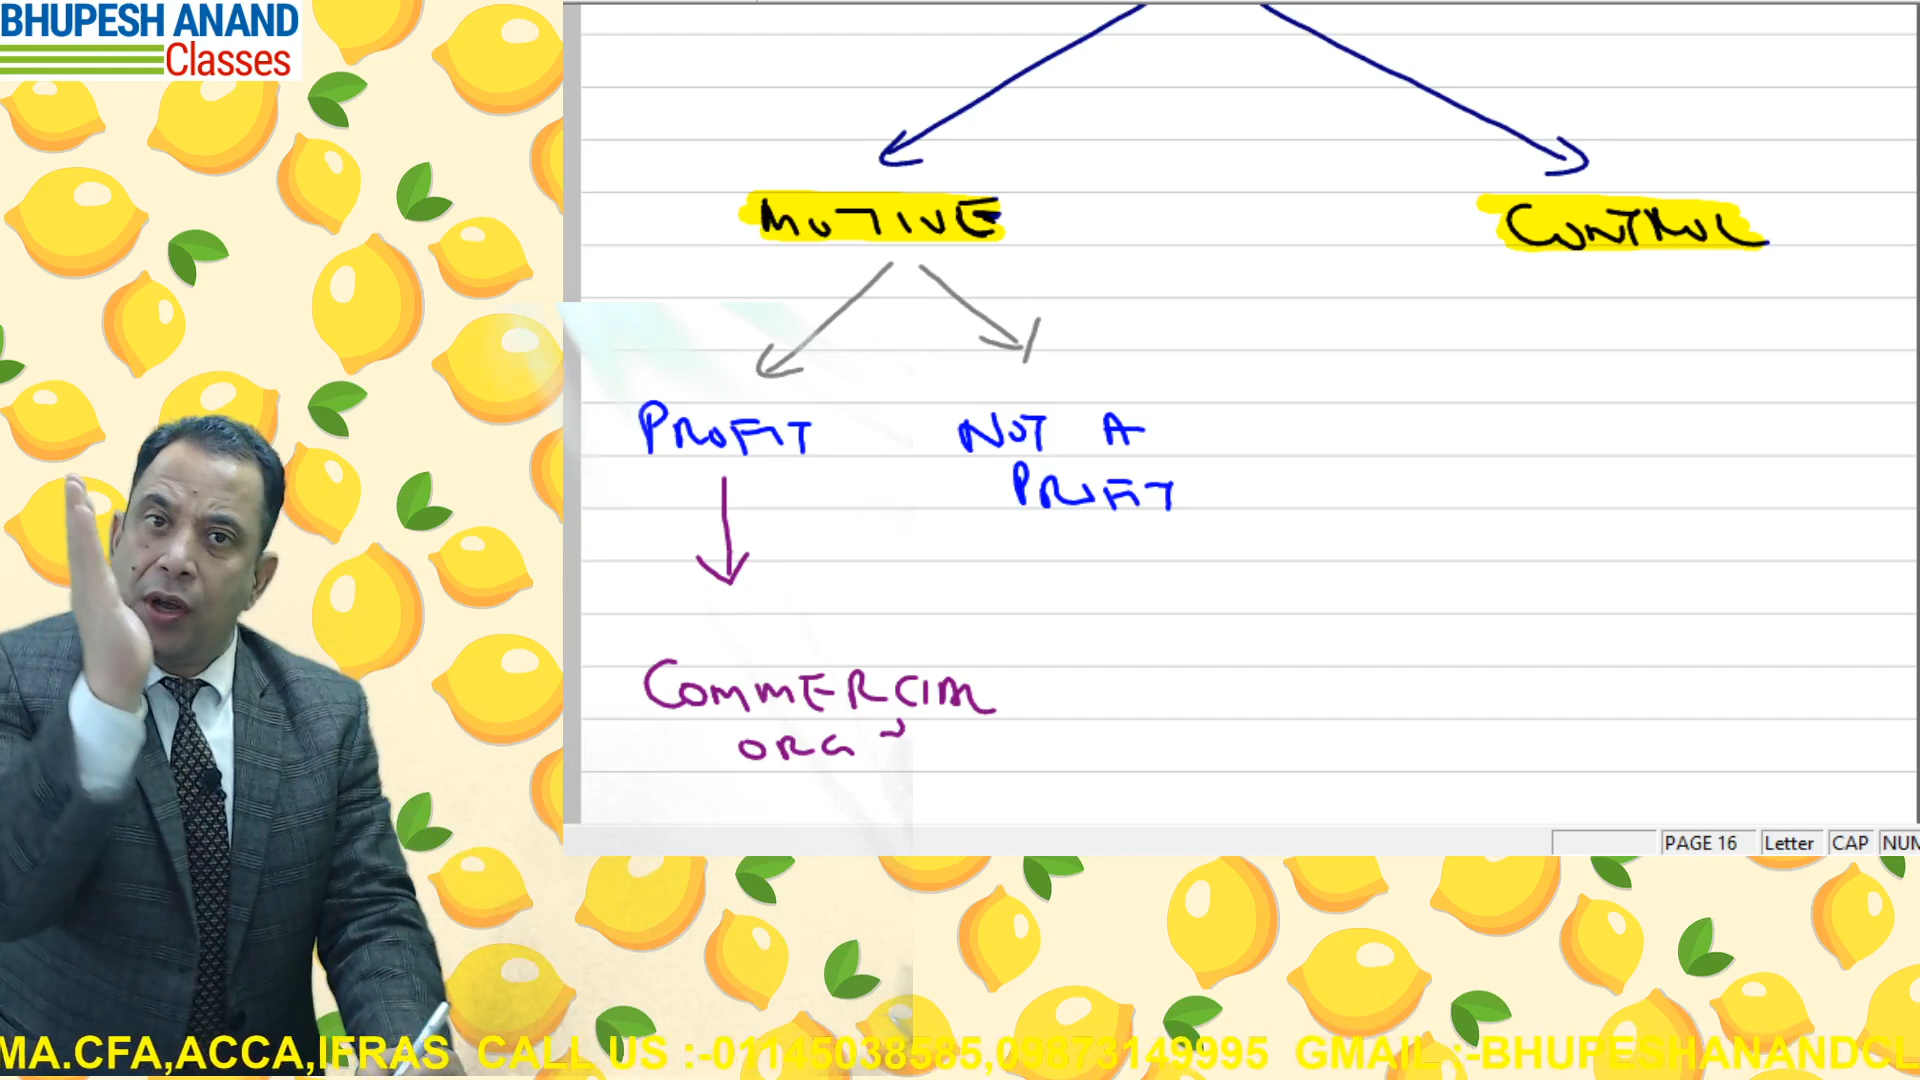 BHUPESH ANAND
Classes
MOTIVE
CONTROL
PROFIT
NOT A
PROFIT
COMMERCIAL
ORG
PAGE 16 Letter CAP NUM
MA.CFA,ACCA,IFRAS CALL US :-01145038585,09873149995 GMAIL :-BHUPESHANANDCL